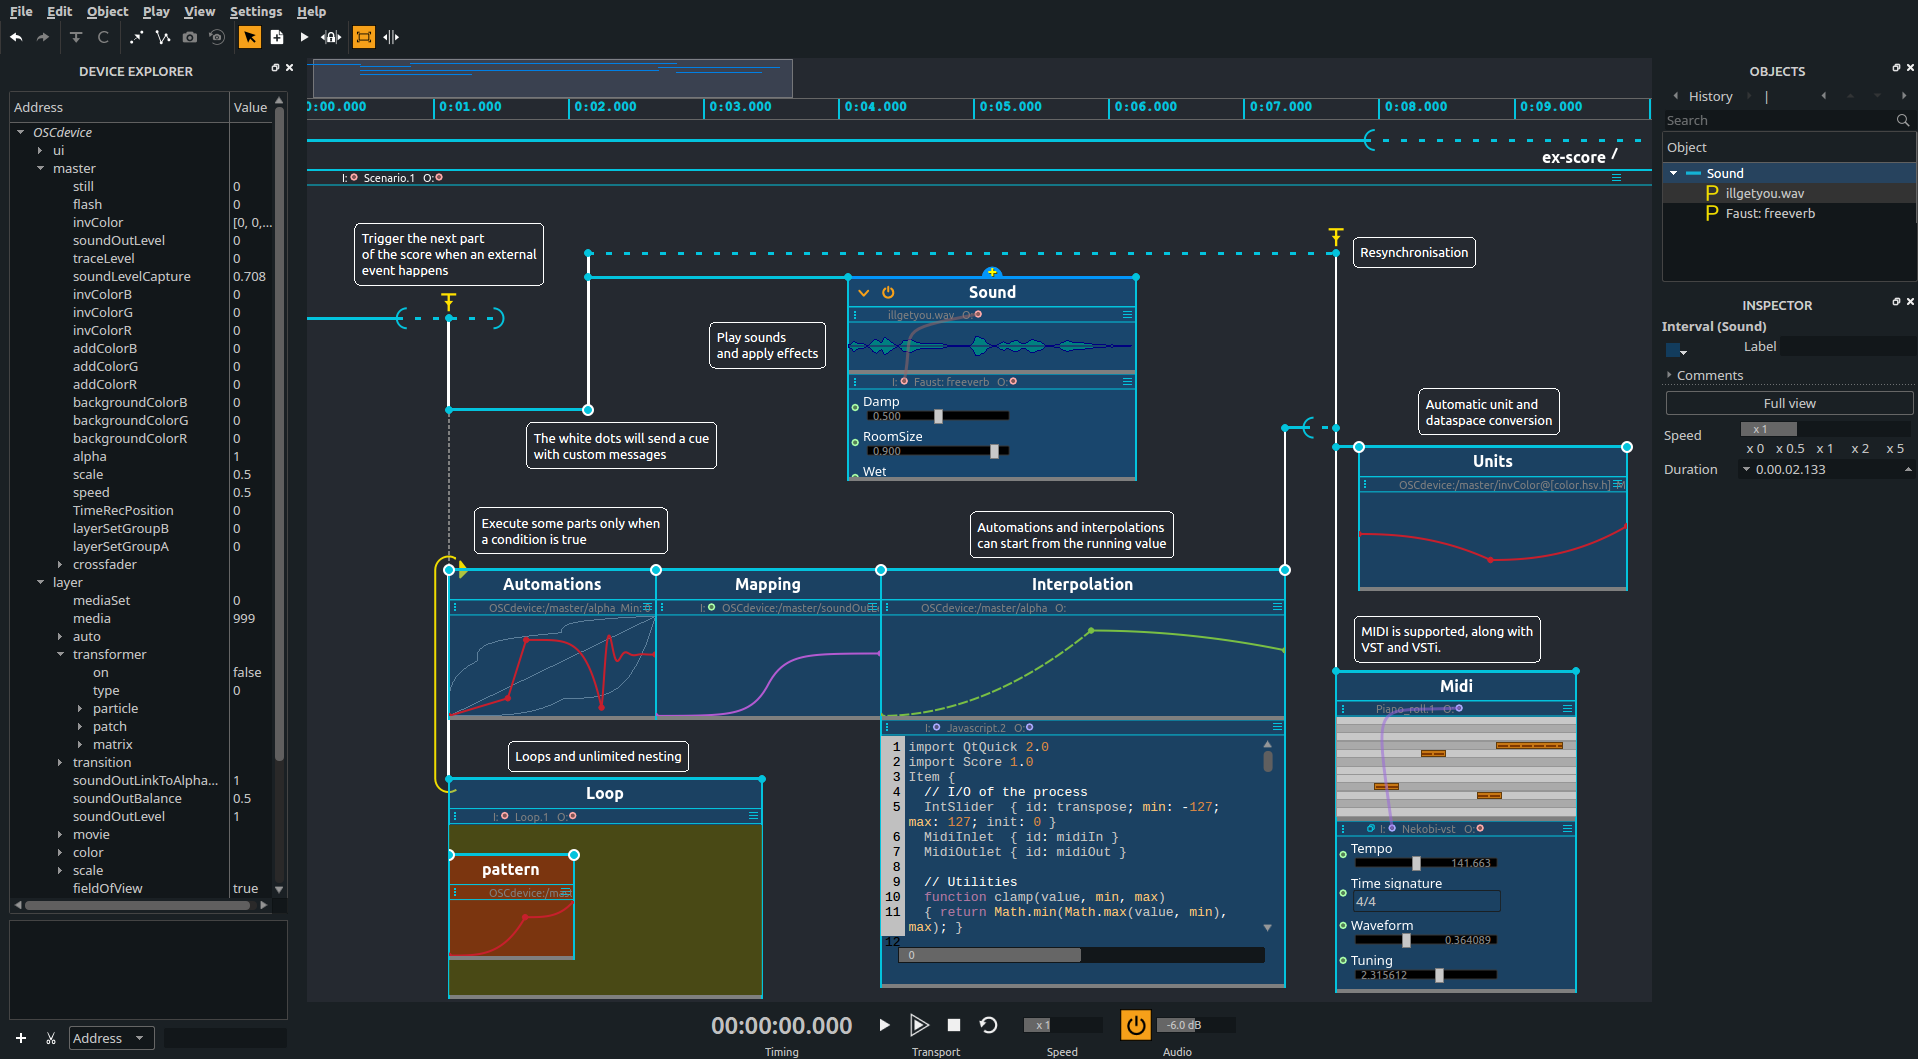 File Edit Object Play View Settings Help
DEVICE EXPLORER
Address Value
OSCdevice
ui
master
still 0
flash 0
invColor [0, 0,...
soundOutLevel 0
traceLevel 0
soundLevelCapture 0.708
invColorB 0
invColorG 0
invColorR 0
addColorB 0
addColorG 0
addColorR 0
backgroundColorB 0
backgroundColorG 0
backgroundColorR 0
alpha 1
scale 0.5
speed 0.5
TimeRecPosition 0
layerSetGroupB 0
layerSetGroupA 0
crossfader
layer
mediaSet 0
media 999
auto
transformer
on false
type 0
particle
patch
matrix
transition
soundOutLinkToAlpha... 1
soundOutBalance 0.5
soundOutLevel 1
movie
color
scale
fieldOfView true
Address
0:00.000 0:01.000 0:02.000 0:03.000 0:04.000 0:05.000 0:06.000 0:07.000 0:08.000 0:09.000
ex-score /
I: Scenario.1 O:
Trigger the next part
of the score when an external
event happens
Resynchronisation
Sound
illgetyou.wav O:
Play sounds
and apply effects
I: Faust: freeverb O:
Damp
0.500
RoomSize
0.900
Wet
The white dots will send a cue
with custom messages
Automatic unit and
dataspace conversion
Units
OSCdevice:/master/invColor@[color.hsv.h]
Execute some parts only when
a condition is true
Automations and interpolations
can start from the running value
Automations Mapping Interpolation
OSCdevice:/master/alpha Min:
I: OSCdevice:/master/soundOut
OSCdevice:/master/alpha O:
MIDI is supported, along with
VST and VSTi.
Midi
Piano_roll.1 O:
I: Nekobi-vst O:
Tempo
141.663
Time signature
4/4
Waveform
0.364089
Tuning
2.315612
I: Javascript.2 O:
1 import QtQuick 2.0
2 import Score 1.0
3 Item {
4 // I/O of the process
5 IntSlider { id: transpose; min: -127;
max: 127; init: 0 }
6 MidiInlet { id: midiIn }
7 MidiOutlet { id: midiOut }
8
9 // Utilities
10 function clamp(value, min, max)
11 { return Math.min(Math.max(value, min),
max); }
12
0
Loops and unlimited nesting
Loop
I: Loop.1 O:
pattern
OSCdevice:/mas
00:00:00.000
x 1
-6.0 dB
Timing Transport Speed Audio
OBJECTS
History
Search
Object
Sound
illgetyou.wav
Faust: freeverb
INSPECTOR
Interval (Sound)
Label
Comments
Full view
Speed x 1
x 0 x 0.5 x 1 x 2 x 5
Duration 0.00.02.133